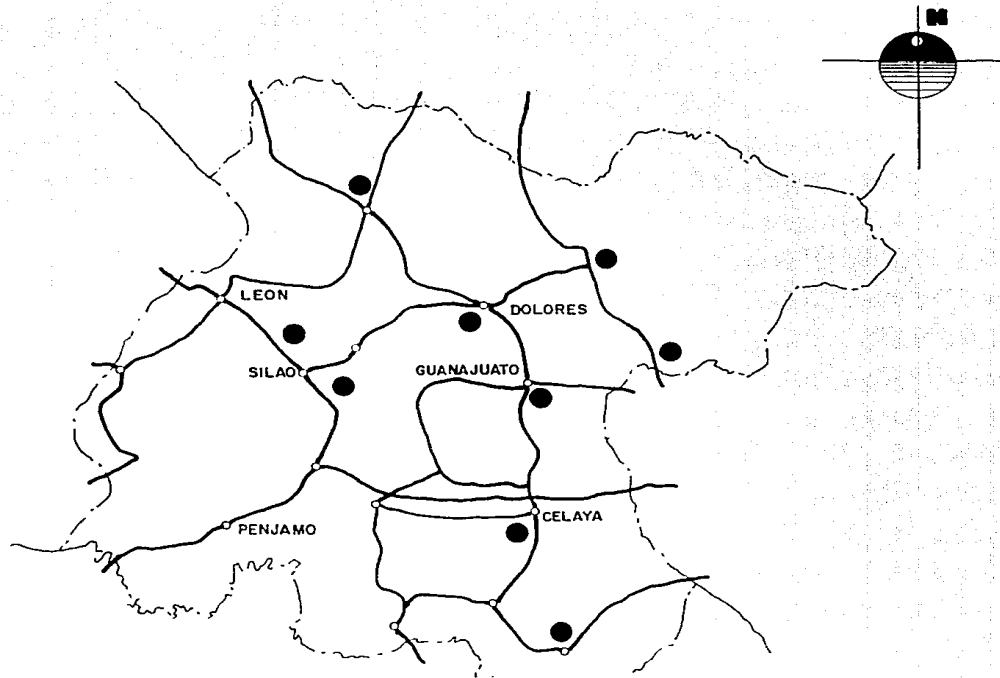 N
LEON
DOLORES
SILAO
GUANAJUATO
PENJAMO
CELAYA